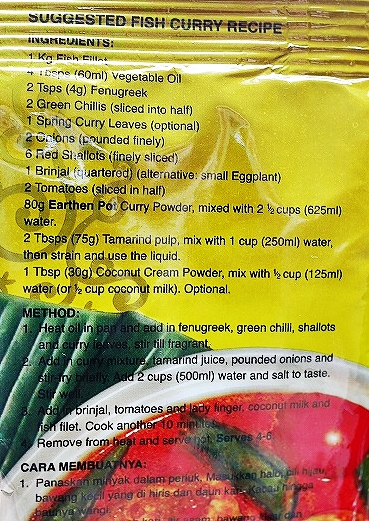 SUGGESTED FISH CURRY RECIPE
INGREDIENTS:
1 Kg Fish Fillet
4 Tbsps (60ml) Vegetable Oil
2 Tsps (4g) Fenugreek
2 Green Chillis (sliced into half)
1 Spring Curry Leaves (optional)
2 Onions (pounded finely)
6 Red Shallots (finely sliced)
1 Brinjal (quartered) (alternative: small Eggplant)
2 Tomatoes (sliced in half)
80g Earthen Pot Curry Powder, mixed with 2 ½ cups (625ml)
water.
2 Tbsps (75g) Tamarind pulp, mix with 1 cup (250ml) water,
then strain and use the liquid.
1 Tbsp (30g) Coconut Cream Powder, mix with ½ cup (125ml)
water (or ½ cup coconut milk). Optional.
METHOD:
1. Heat oil in pan and add in fenugreek, green chilli, shallots
and curry leaves, stir till fragrant.
2. Add in curry mixture, tamarind juice, pounded onions and
stir-fry briefly. Add 2 cups (500ml) water and salt to taste.
Stir well.
3. Add in brinjal, tomatoes and lady finger, coconut milk and
fish filet. Cook another 10 minutes.
4. Remove from heat and serve hot. Serves 4-6.
CARA MEMBUATNYA:
1. Panaskan minyak dalam periuk. Masukkan halba, cili hijau,
bawang kecil yang di hiris dan daun kari. Kacau hingga
baunya wangi.